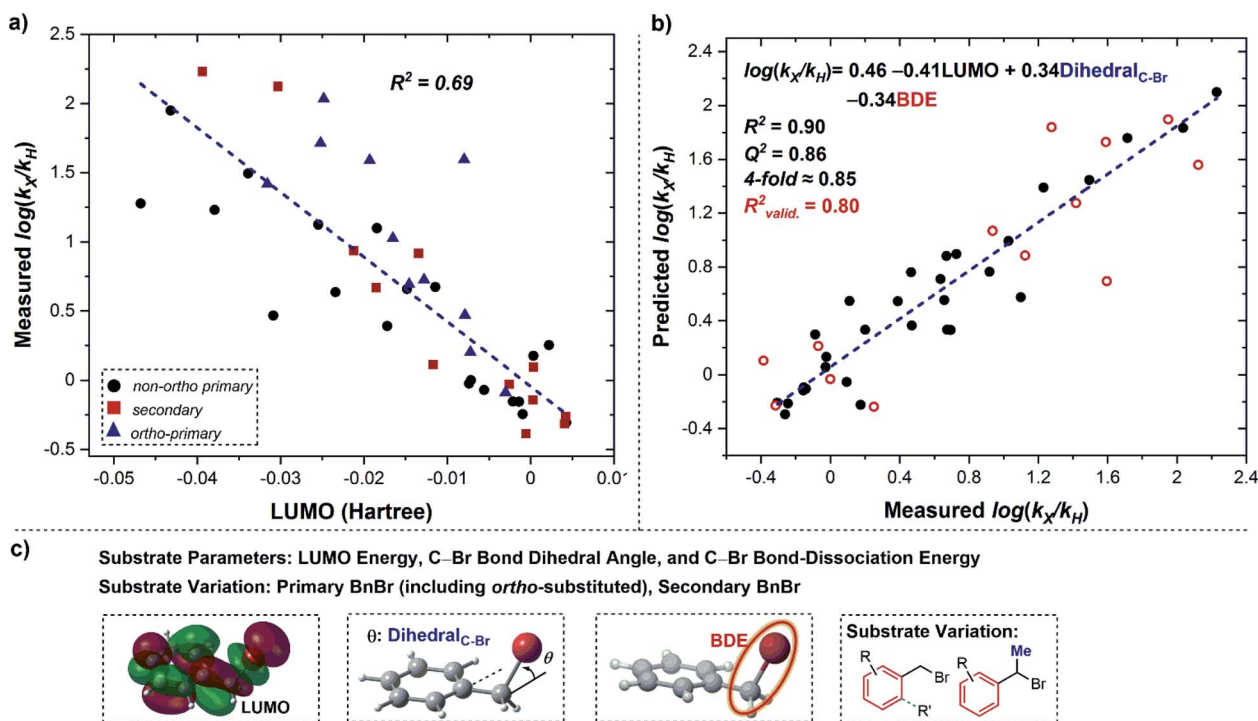 a)
2.5
2
1.5
1
0.5
0
-0.5
Measured log(kX/kH)
R² = 0.69
non-ortho primary
secondary
ortho-primary
-0.05
-0.04
-0.03
-0.02
-0.01
0.0
LUMO (Hartree)
b)
2.4
2.0
1.6
1.2
0.8
0.4
0
-0.4
Predicted log(kX/kH)
log(kX/kH)= 0.46 –0.41LUMO + 0.34DihedralC-Br
–0.34BDE
R² = 0.90
Q² = 0.86
4-fold ≈ 0.85
R²valid. = 0.80
-0.4
0
0.4
0.8
1.2
1.6
2.0
2.4
Measured log(kX/kH)
c)
Substrate Parameters: LUMO Energy, C–Br Bond Dihedral Angle, and C–Br Bond-Dissociation Energy
Substrate Variation: Primary BnBr (including ortho-substituted), Secondary BnBr
LUMO
θ: DihedralC-Br
θ
BDE
Substrate Variation:
R
Br
R'
Me
R
Br